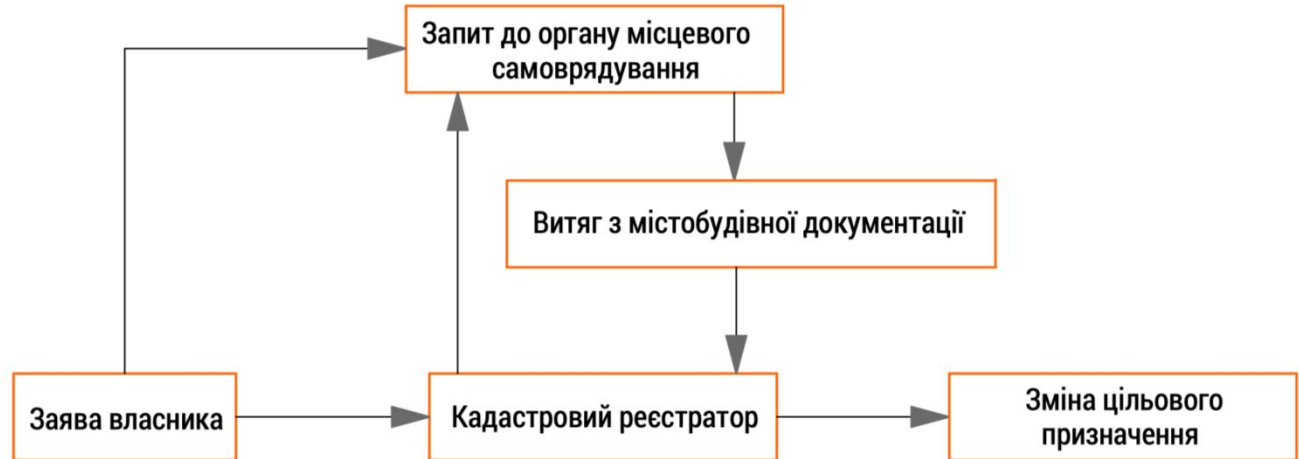 Запит до органу місцевого
самоврядування
Витяг з містобудівної документації
Заява власника
Кадастровий реєстратор
Зміна цільового
призначення